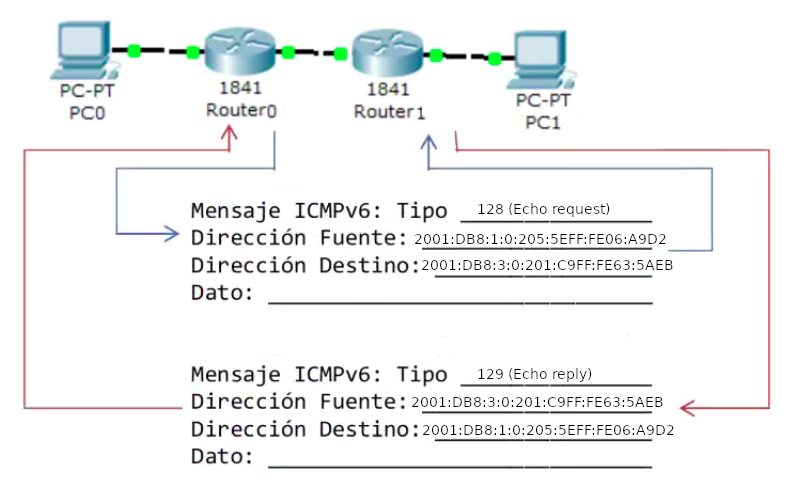 PC-PT
PC0
1841
Router0
1841
Router1
PC-PT
PC1
Mensaje ICMPv6: Tipo 128 (Echo request)
Dirección Fuente: 2001:DB8:1:0:205:5EFF:FE06:A9D2
Dirección Destino: 2001:DB8:3:0:201:C9FF:FE63:5AEB
Dato:
Mensaje ICMPv6: Tipo 129 (Echo reply)
Dirección Fuente: 2001:DB8:3:0:201:C9FF:FE63:5AEB
Dirección Destino: 2001:DB8:1:0:205:5EFF:FE06:A9D2
Dato: